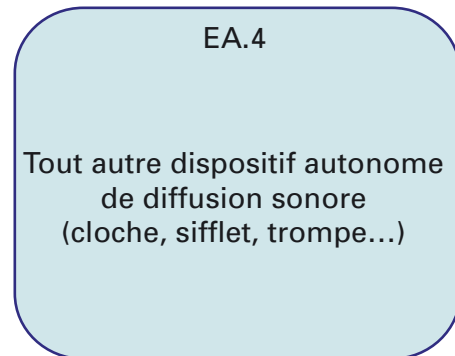 EA.4
Tout autre dispositif autonome
de diffusion sonore
(cloche, sifflet, trompe…)